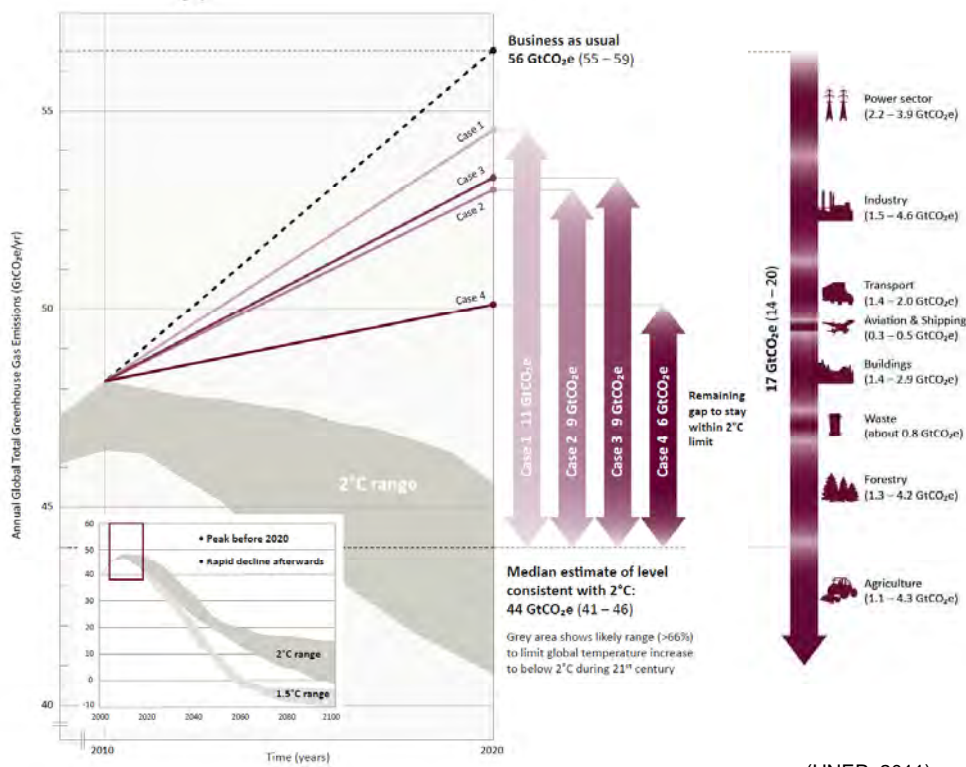 Business as usual
56 GtCO₂e (55 – 59)
55
50
45
40
Annual Global Total Greenhouse Gas Emissions (GtCO₂e/yr)
Case 1
Case 3
Case 2
Case 4
2°C range
Case 1 11 GtCO₂e
Case 2 9 GtCO₂e
Case 3 9 GtCO₂e
Case 4 6 GtCO₂e
Remaining
gap to stay
within 2°C
limit
17 GtCO₂e (14 – 20)
Power sector
(2.2 – 3.9 GtCO₂e)
Industry
(1.5 – 4.6 GtCO₂e)
Transport
(1.4 – 2.0 GtCO₂e)
Aviation & Shipping
(0.3 – 0.5 GtCO₂e)
Buildings
(1.4 – 2.9 GtCO₂e)
Waste
(about 0.8 GtCO₂e)
Forestry
(1.3 – 4.2 GtCO₂e)
Agriculture
(1.1 – 4.3 GtCO₂e)
Median estimate of level
consistent with 2°C:
44 GtCO₂e (41 – 46)
Grey area shows likely range (>66%)
to limit global temperature increase
to below 2°C during 21st century
60
50
40
30
20
10
0
-10
• Peak before 2020
• Rapid decline afterwards
2°C range
1.5°C range
2000 2020 2040 2060 2080 2100
2010
2020
Time (years)